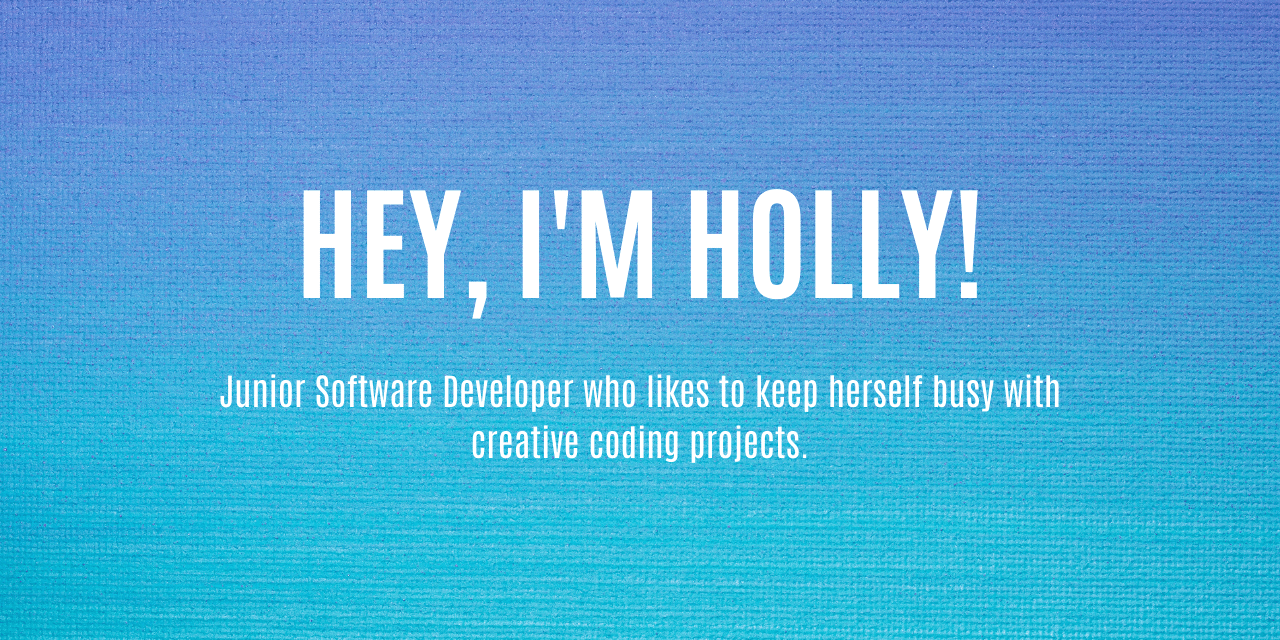 HEY, I'M HOLLY!
Junior Software Developer who likes to keep herself busy with
creative coding projects.